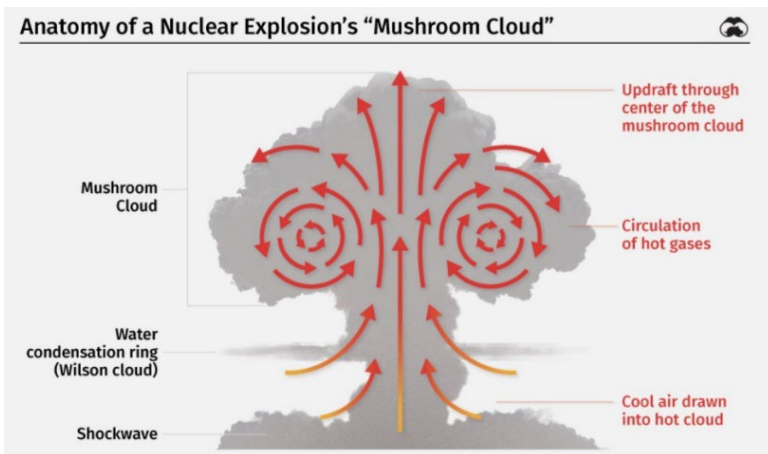 Anatomy of a Nuclear Explosion's “Mushroom Cloud”
Updraft through
center of the
mushroom cloud
Mushroom
Cloud
Circulation
of hot gases
Water
condensation ring
(Wilson cloud)
Cool air drawn
into hot cloud
Shockwave